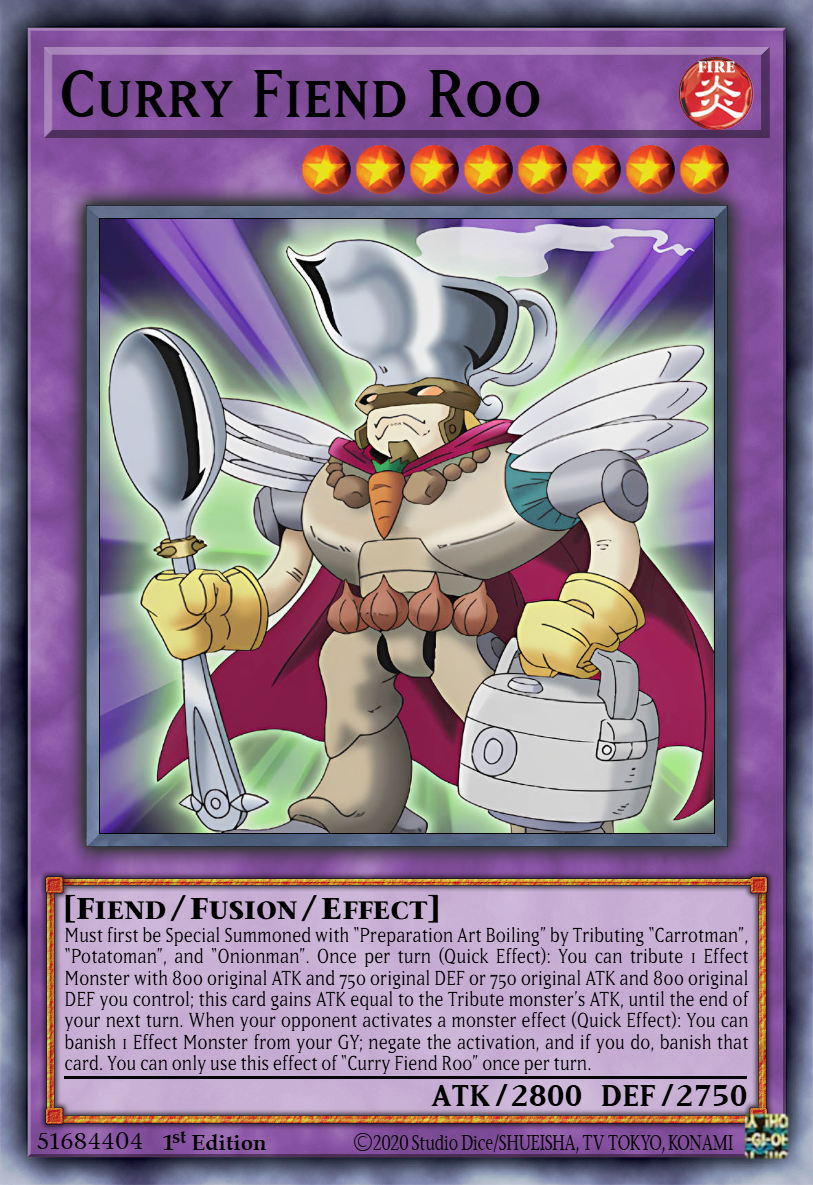 Curry Fiend Roo
FIRE
炎
[Fiend/Fusion/Effect]
Must first be Special Summoned with "Preparation Art Boiling" by Tributing "Carrotman",
"Potatoman", and "Onionman". Once per turn (Quick Effect): You can tribute 1 Effect
Monster with 800 original ATK and 750 original DEF or 750 original ATK and 800 original
DEF you control; this card gains ATK equal to the Tribute monster's ATK, until the end of
your next turn. When your opponent activates a monster effect (Quick Effect): You can
banish 1 Effect Monster from your GY; negate the activation, and if you do, banish that
card. You can only use this effect of "Curry Fiend Roo" once per turn.
ATK/2800 DEF/2750
51684404 1st Edition ©2020 Studio Dice/SHUEISHA, TV TOKYO, KONAMI